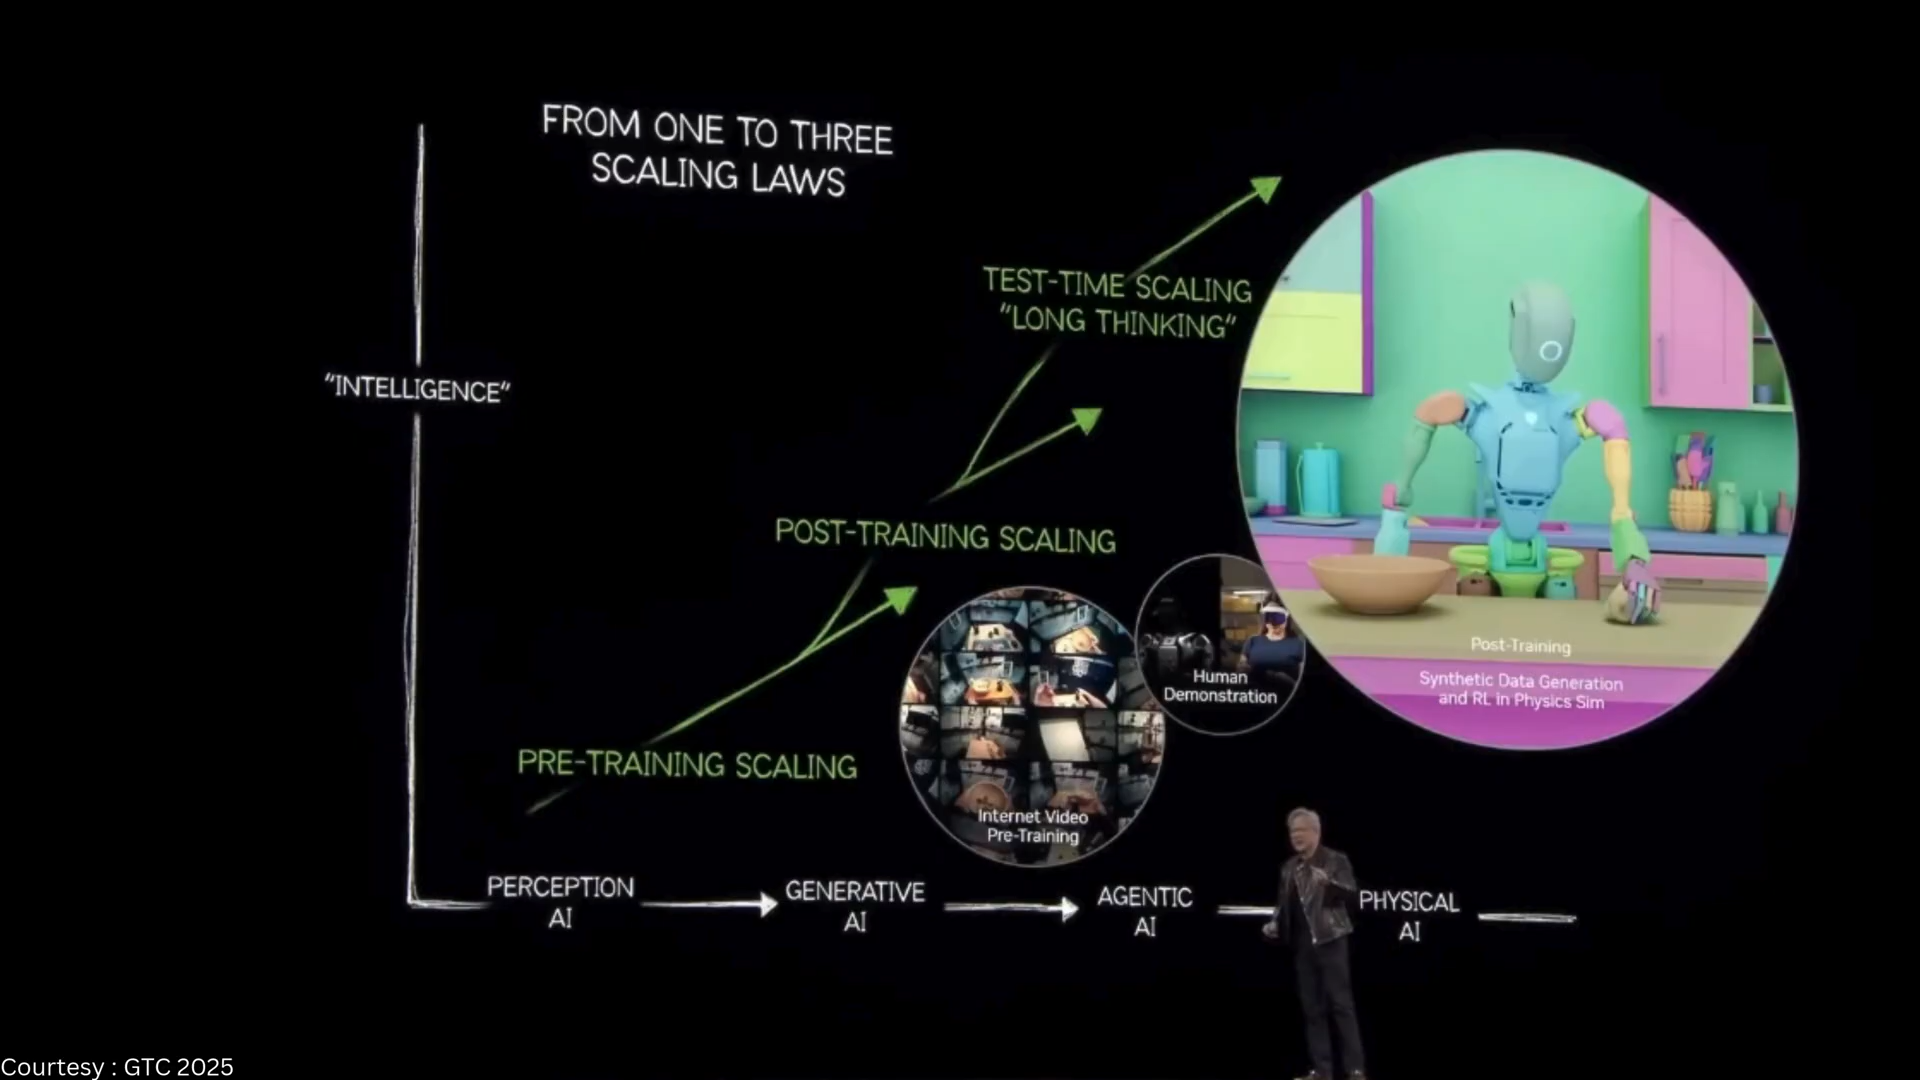 FROM ONE TO THREE
SCALING LAWS
TEST-TIME SCALING
"LONG THINKING"
"INTELLIGENCE"
POST-TRAINING SCALING
PRE-TRAINING SCALING
Internet Video
Pre-Training
Human
Demonstration
Post-Training
Synthetic Data Generation
and RL in Physics Sim
PERCEPTION
AI
GENERATIVE
AI
AGENTIC
AI
PHYSICAL
AI
Courtesy : GTC 2025